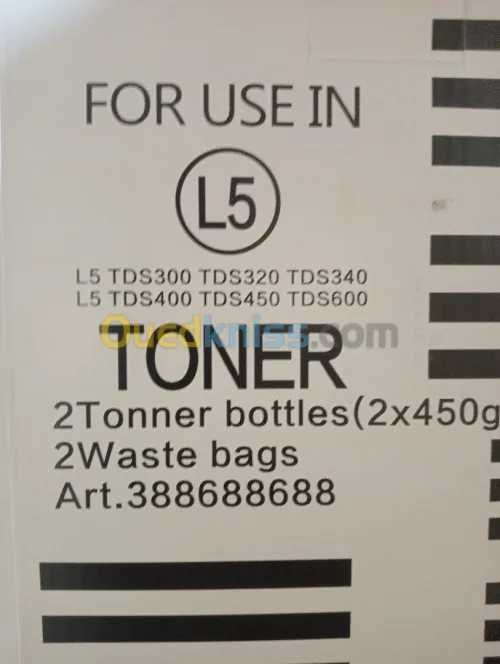 FOR USE IN
L5
L5 TDS300 TDS320 TDS340
L5 TDS400 TDS450 TDS600
Ouedkniss.com
TONER
2Tonner bottles(2x450g
2Waste bags
Art.388688688